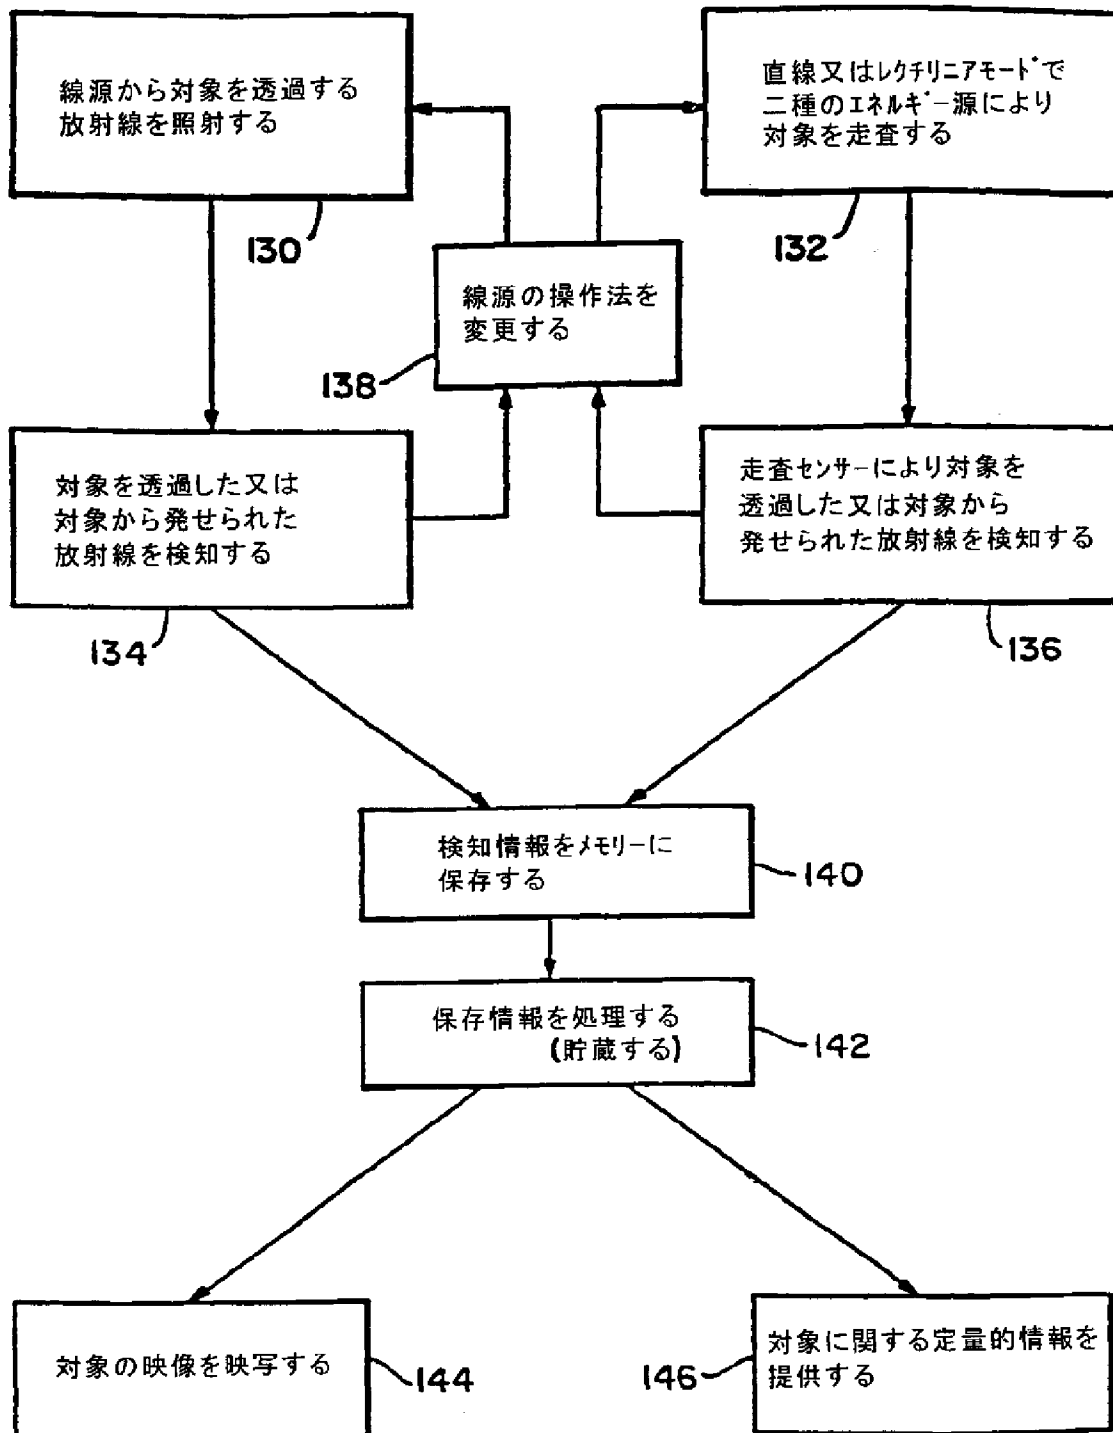 線源から対象を透過する
放射線を照射する
130
直線又はﾚｸﾁﾘﾆｱﾓｰﾄﾞで
二種のｴﾈﾙｷﾞｰ源により
対象を走査する
132
線源の操作法を
変更する
138
対象を透過した又は
対象から発せられた
放射線を検知する
134
走査ｾﾝｻｰにより対象を
透過した又は対象から
発せられた放射線を検知する
136
検知情報をﾒﾓﾘｰに
保存する
140
保存情報を処理する
(貯蔵する)
142
対象の映像を映写する
144
対象に関する定量的情報を
提供する
146